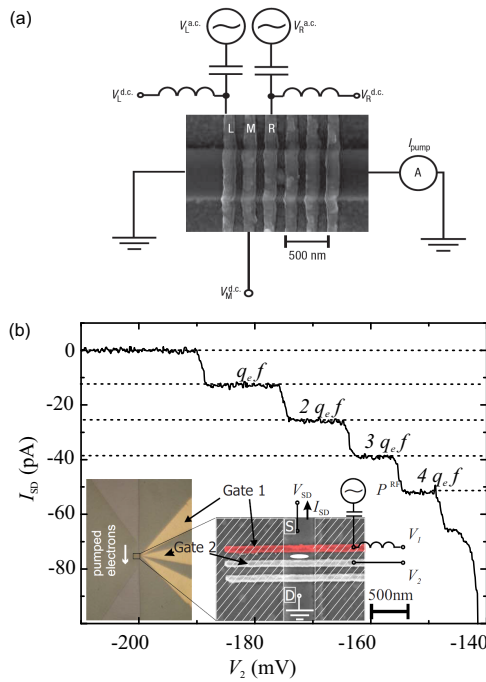 (a)
V_L^a.c. V_R^a.c.
V_L^d.c. V_R^d.c.
L M R
I_pump
A
500 nm
V_M^d.c.
(b)
0
-20
-40
-60
-80
I_SD (pA)
q_e f
2 q_e f
3 q_e f
4 q_e f
Gate 1
Gate 2
pumped
electrons
V_SD
I_SD
P^RF
S
V_1
V_2
D
500nm
-200 -180 -160 -140
V_2 (mV)